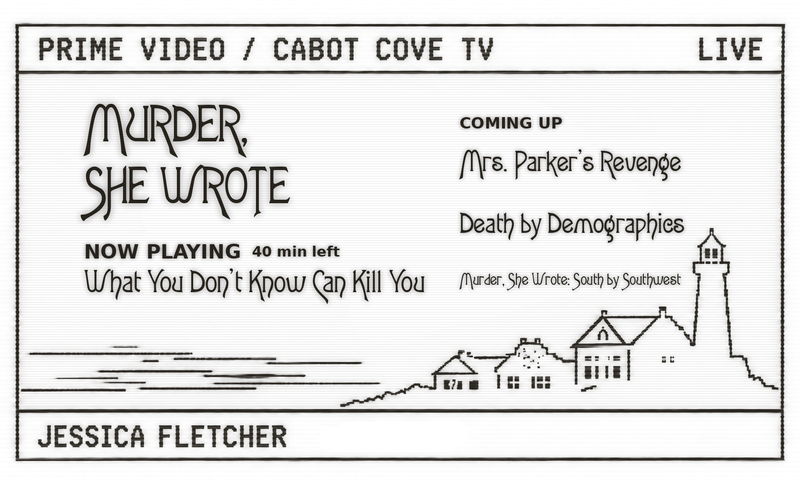 PRIME VIDEO / CABOT COVE TV
LIVE
MURDER,
SHE WROTE
NOW PLAYING 40 min left
What You Don't Know Can Kill You
COMING UP
Mrs. Parker's Revenge
Death by Demographics
Murder, She Wrote: South by Southwest
JESSICA FLETCHER